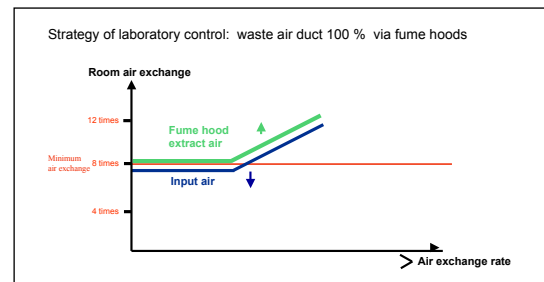 Strategy of laboratory control: waste air duct 100 % via fume hoods
Room air exchange
12 times
Fume hood
extract air
Minimum
air exchange
8 times
Input air
4 times
Air exchange rate